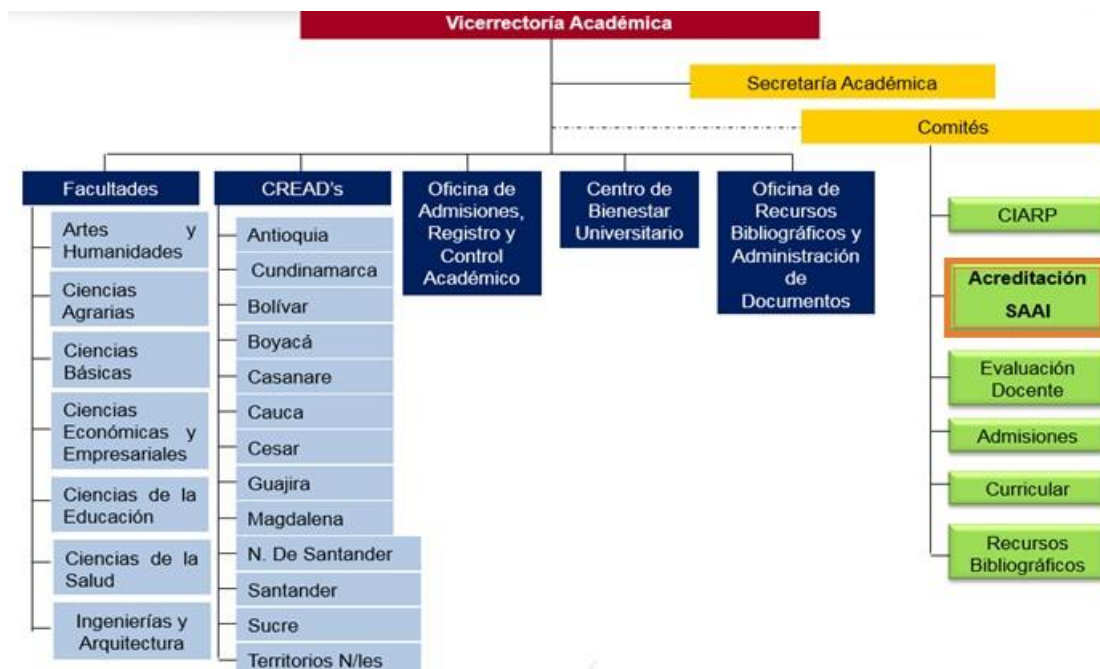 Vicerrectoría Académica
Secretaría Académica
Comités
Facultades
Artes y
Humanidades
Ciencias
Agrarias
Ciencias
Básicas
Ciencias
Económicas y
Empresariales
Ciencias de la
Educación
Ciencias de la
Salud
Ingenierías y
Arquitectura
CREAD's
Antioquia
Cundinamarca
Bolívar
Boyacá
Casanare
Cauca
Cesar
Guajira
Magdalena
N. De Santander
Santander
Sucre
Territorios N/les
Oficina de
Admisiones,
Registro y
Control
Académico
Centro de
Bienestar
Universitario
Oficina de
Recursos
Bibliográficos y
Administración
de
Documentos
CIARP
Acreditación
SAAI
Evaluación
Docente
Admisiones
Curricular
Recursos
Bibliográficos